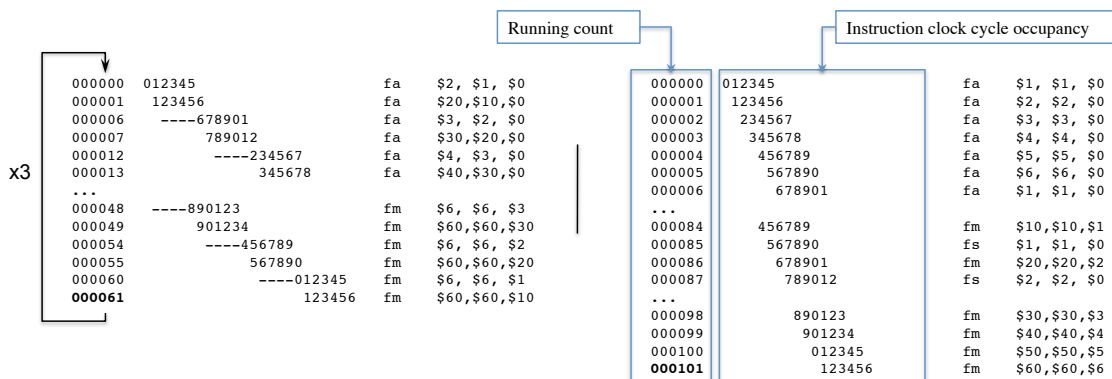 Running count
Instruction clock cycle occupancy
x3
000000 012345 fa $2, $1, $0
000001 123456 fa $20,$10,$0
000006 ----678901 fa $3, $2, $0
000007 789012 fa $30,$20,$0
000012 ----234567 fa $4, $3, $0
000013 345678 fa $40,$30,$0
...
000048 ----890123 fm $6, $6, $3
000049 901234 fm $60,$60,$30
000054 ----456789 fm $6, $6, $2
000055 567890 fm $60,$60,$20
000060 ----012345 fm $6, $6, $1
000061 123456 fm $60,$60,$10
000000 012345 fa $1, $1, $0
000001 123456 fa $2, $2, $0
000002 234567 fa $3, $3, $0
000003 345678 fa $4, $4, $0
000004 456789 fa $5, $5, $0
000005 567890 fa $6, $6, $0
000006 678901 fa $1, $1, $0
...
000084 456789 fm $10,$10,$1
000085 567890 fs $1, $1, $0
000086 678901 fm $20,$20,$2
000087 789012 fs $2, $2, $0
...
000098 890123 fm $30,$30,$3
000099 901234 fm $40,$40,$4
000100 012345 fm $50,$50,$5
000101 123456 fm $60,$60,$6